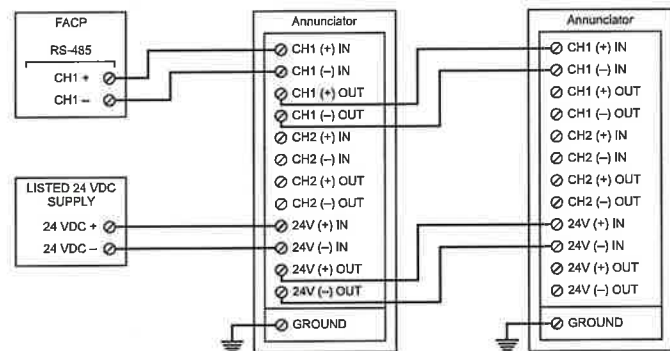 FACP
RS-485
CH1 +
CH1 –
LISTED 24 VDC
SUPPLY
24 VDC +
24 VDC –
Annunciator
CH1 (+) IN
CH1 (–) IN
CH1 (+) OUT
CH1 (–) OUT
CH2 (+) IN
CH2 (–) IN
CH2 (+) OUT
CH2 (–) OUT
24V (+) IN
24V (–) IN
24V (+) OUT
24V (–) OUT
GROUND
Annunciator
CH1 (+) IN
CH1 (–) IN
CH1 (+) OUT
CH1 (–) OUT
CH2 (+) IN
CH2 (–) IN
CH2 (+) OUT
CH2 (–) OUT
24V (+) IN
24V (–) IN
24V (+) OUT
24V (–) OUT
GROUND